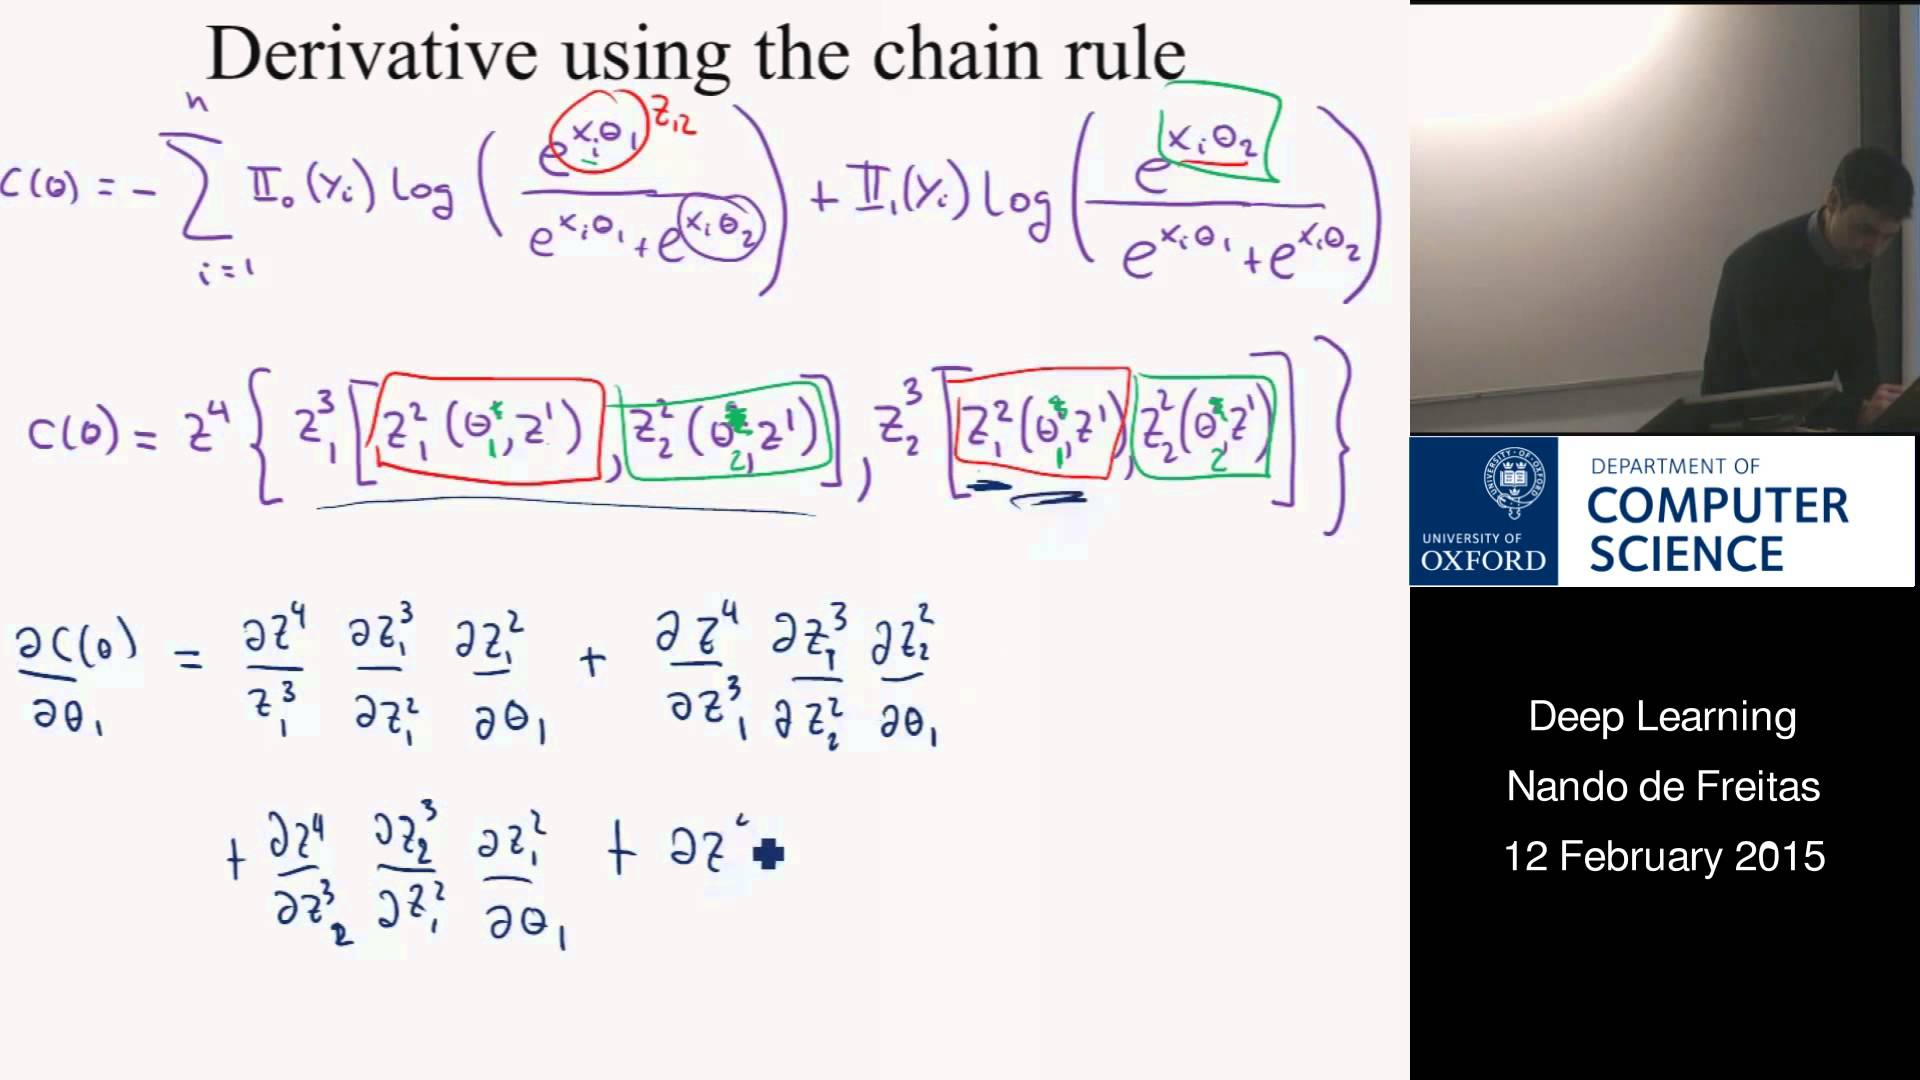 Derivative using the chain rule
C(θ) = - ∑_{i=1}^{n} 𝕀₀(yᵢ) log ( e^{xᵢθ₁} / (e^{xᵢθ₁} + e^{xᵢθ₂}) ) + 𝕀₁(yᵢ) log ( e^{xᵢθ₂} / (e^{xᵢθ₁} + e^{xᵢθ₂}) )
z₁²
C(θ) = z⁴ { z₁³ [ z₁²(θ₁, z¹), z₂²(θ₂, z¹) ], z₂³ [ z₁²(θ₁, z¹), z₂²(θ₂, z¹) ] }
∂C(θ)/∂θ₁ = ∂z⁴/z₁³ ∂z₁³/∂z₁² ∂z₁²/∂θ₁ + ∂z⁴/∂z₁³ ∂z₁³/∂z₂² ∂z₂²/∂θ₁
+ ∂z⁴/∂z₂³ ∂z₂³/∂z₁² ∂z₁²/∂θ₁ + ∂z
UNIVERSITY OF
OXFORD
DEPARTMENT OF
COMPUTER
SCIENCE
Deep Learning
Nando de Freitas
12 February 2015